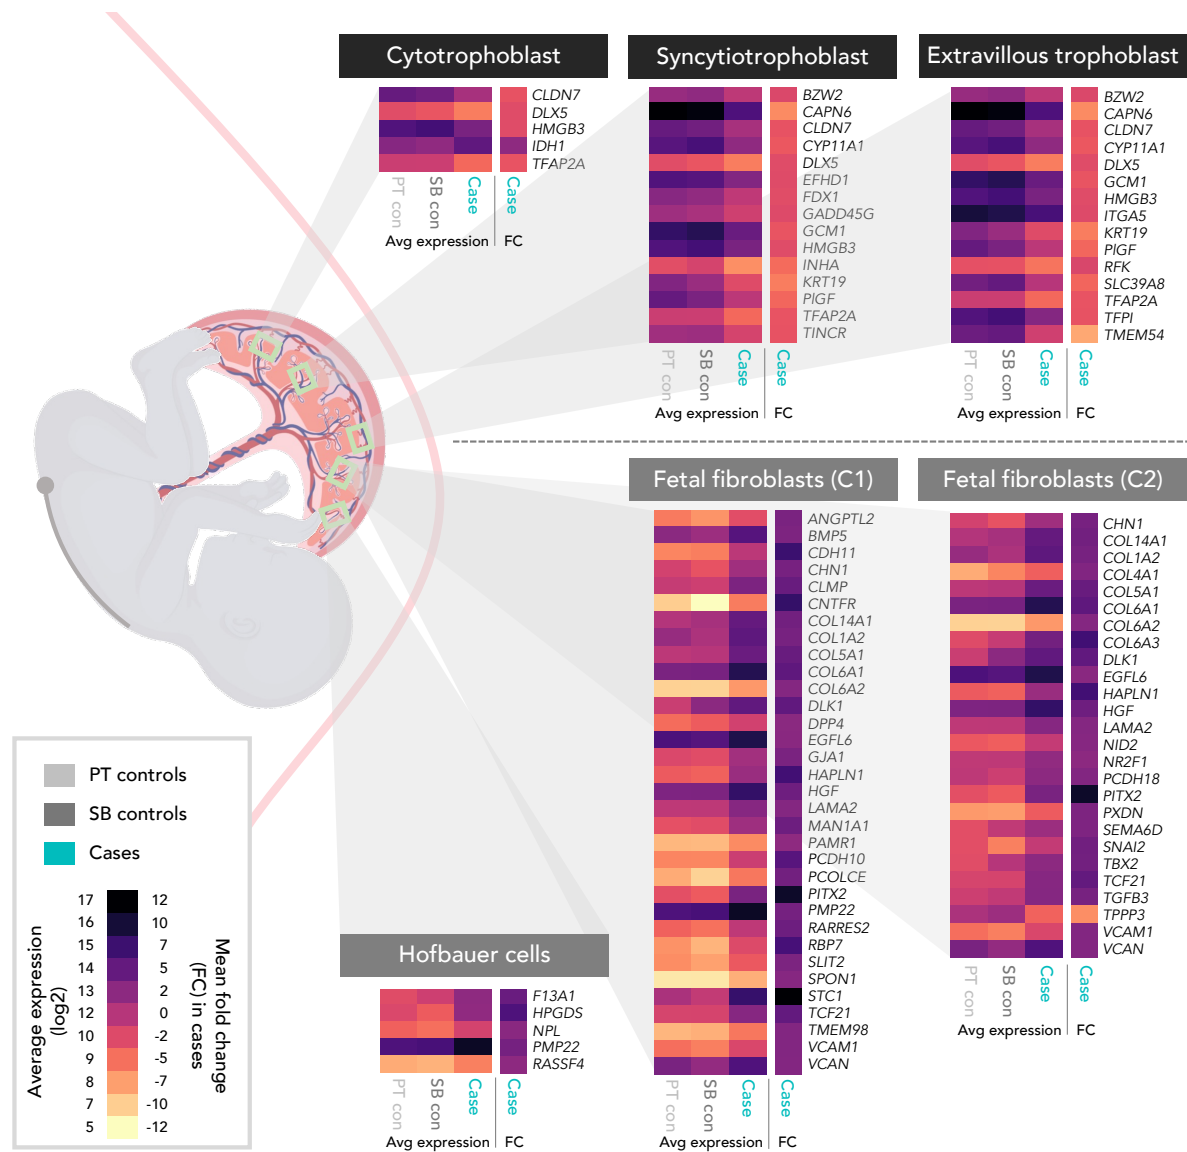 Cytotrophoblast
CLDN7
DLX5
HMGB3
IDH1
TFAP2A
PT con
SB con
Case
Case
Avg expression
FC
Syncytiotrophoblast
BZW2
CAPN6
CLDN7
CYP11A1
DLX5
EFHD1
FDX1
GADD45G
GCM1
HMGB3
INHA
KRT19
PlGF
TFAP2A
TINCR
PT con
SB con
Case
Case
Avg expression
FC
Extravillous trophoblast
BZW2
CAPN6
CLDN7
CYP11A1
DLX5
GCM1
HMGB3
ITGA5
KRT19
PlGF
RFK
SLC39A8
TFAP2A
TFPI
TMEM54
PT con
SB con
Case
Case
Avg expression
FC
Fetal fibroblasts (C1)
ANGPTL2
BMP5
CDH11
CHN1
CLMP
CNTFR
COL14A1
COL1A2
COL5A1
COL6A1
COL6A2
DLK1
DPP4
EGFL6
GJA1
HAPLN1
HGF
LAMA2
MAN1A1
PAMR1
PCDH10
PCOLCE
PITX2
PMP22
RARRES2
RBP7
SLIT2
SPON1
STC1
TCF21
TMEM98
VCAM1
VCAN
PT con
SB con
Case
Case
Avg expression
FC
Fetal fibroblasts (C2)
CHN1
COL14A1
COL1A2
COL4A1
COL5A1
COL6A1
COL6A2
COL6A3
DLK1
EGFL6
HAPLN1
HGF
LAMA2
NID2
NR2F1
PCDH18
PITX2
PXDN
SEMA6D
SNAI2
TBX2
TCF21
TGFB3
TPPP3
VCAM1
VCAN
PT con
SB con
Case
Case
Avg expression
FC
Hofbauer cells
F13A1
HPGDS
NPL
PMP22
RASSF4
PT con
SB con
Case
Case
Avg expression
FC
PT controls
SB controls
Cases
Average expression
(log2)
17
16
15
14
13
12
10
9
8
7
5
12
10
7
5
2
0
-2
-5
-7
-10
-12
Mean fold change
(FC) in cases